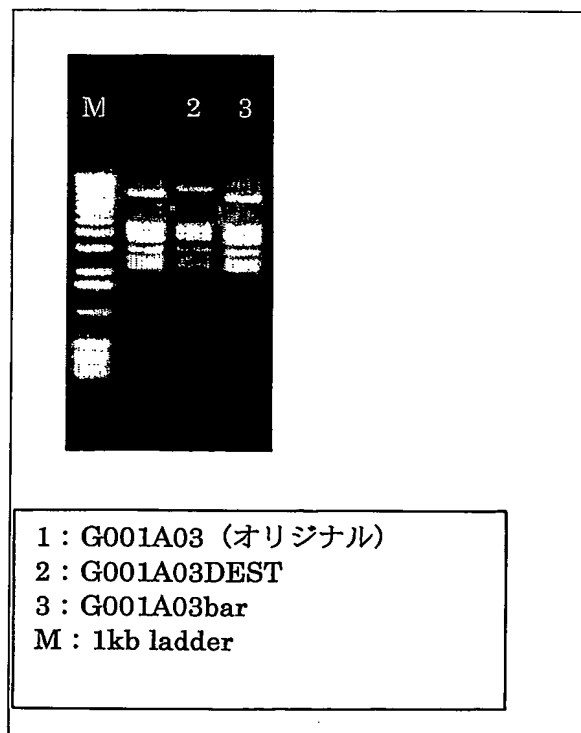 M 2 3
1：G001A03（オリジナル）
2：G001A03DEST
3：G001A03bar
M：1kb ladder